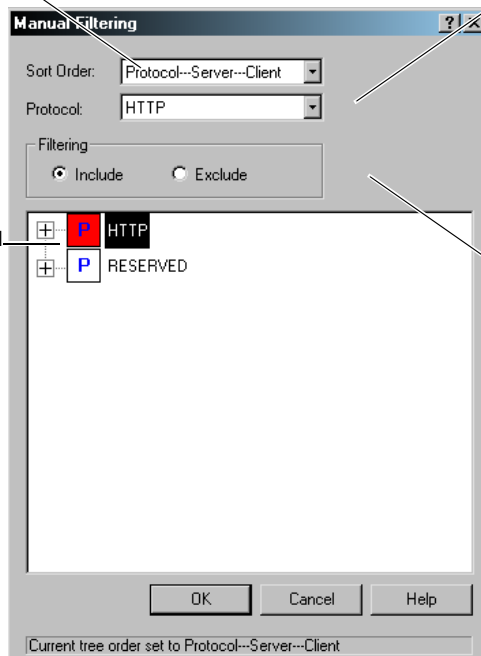 Manual Filtering
Sort Order: Protocol---Server---Client
Protocol: HTTP
Filtering
Include Exclude
P HTTP
P RESERVED
OK Cancel Help
Current tree order set to Protocol---Server---Client